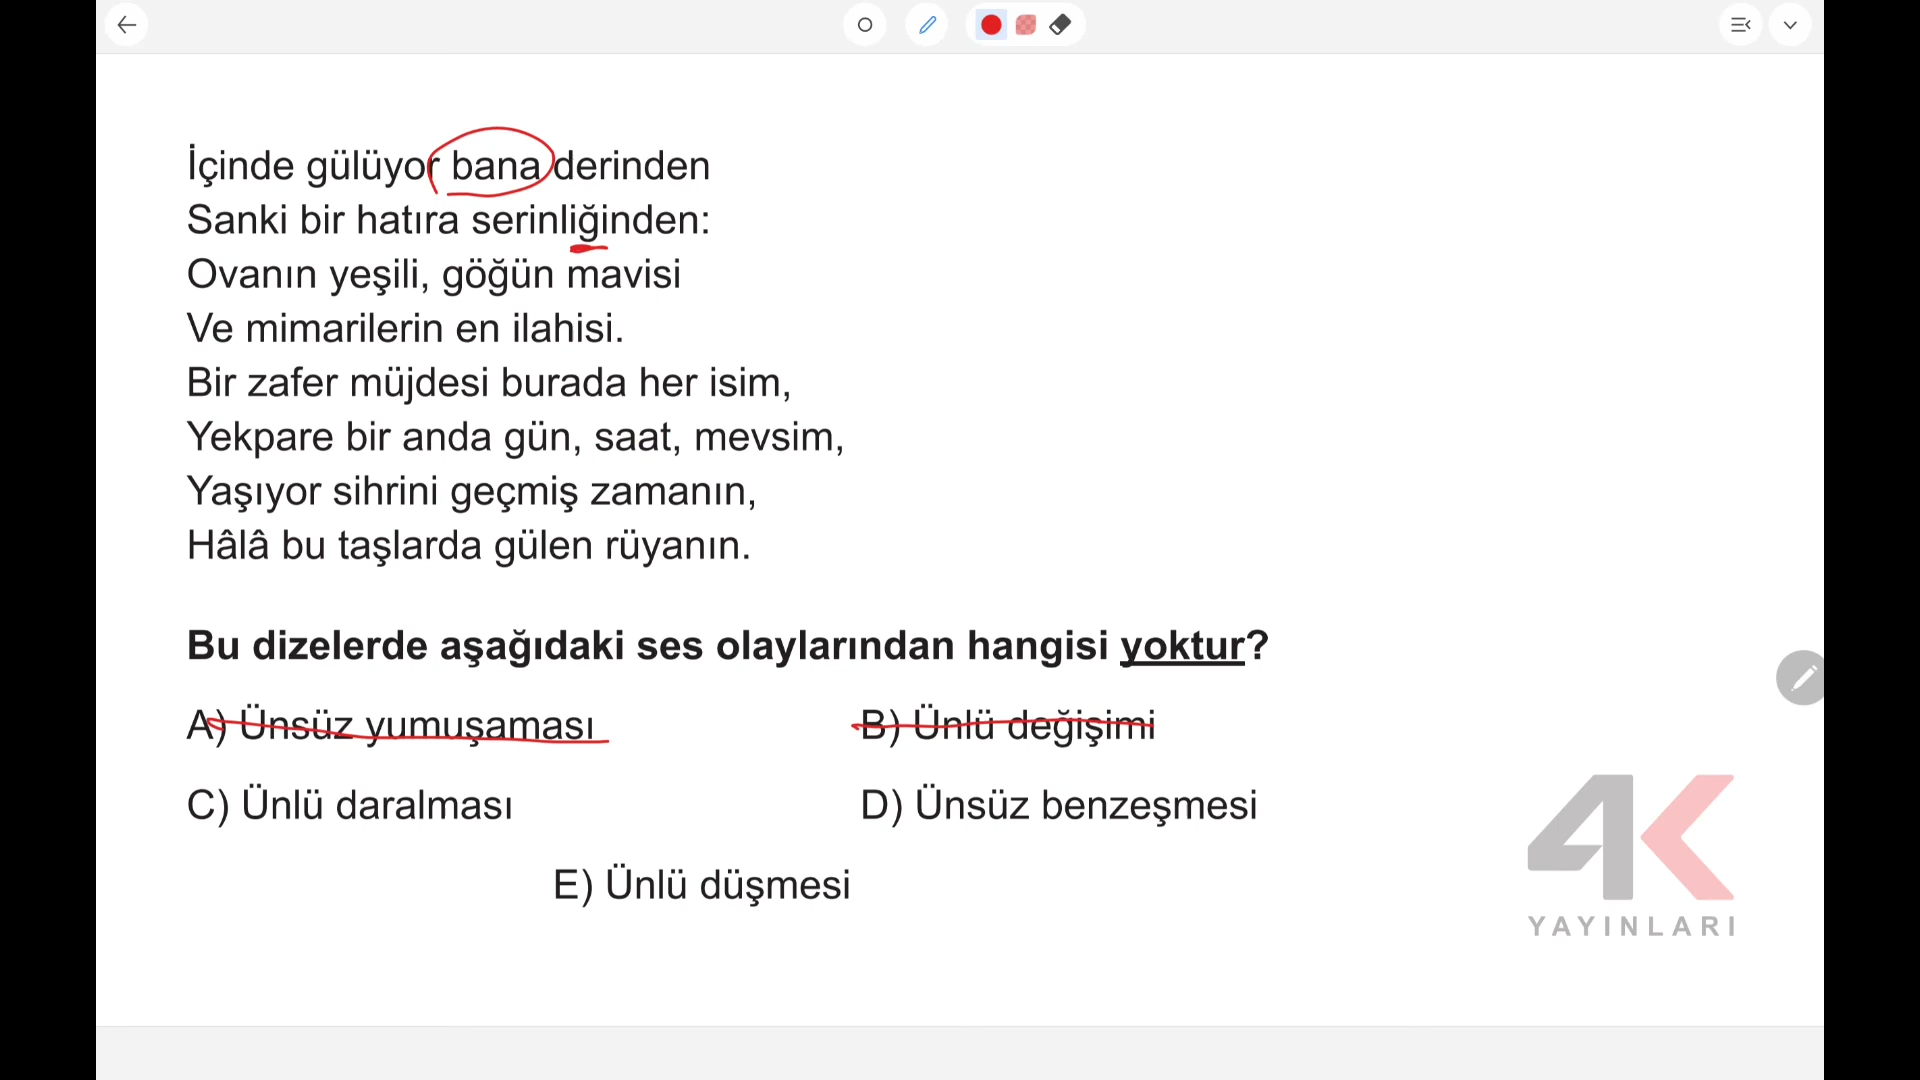 İçinde gülüyor bana derinden
Sanki bir hatıra serinliğinden:
Ovanın yeşili, göğün mavisi
Ve mimarilerin en ilahisi.
Bir zafer müjdesi burada her isim,
Yekpare bir anda gün, saat, mevsim,
Yaşıyor sihrini geçmiş zamanın,
Hâlâ bu taşlarda gülen rüyanın.
Bu dizelerde aşağıdaki ses olaylarından hangisi yoktur?
A) Ünsüz yumuşaması B) Ünlü değişimi
C) Ünlü daralması D) Ünsüz benzeşmesi
E) Ünlü düşmesi
4K
YAYINLARI